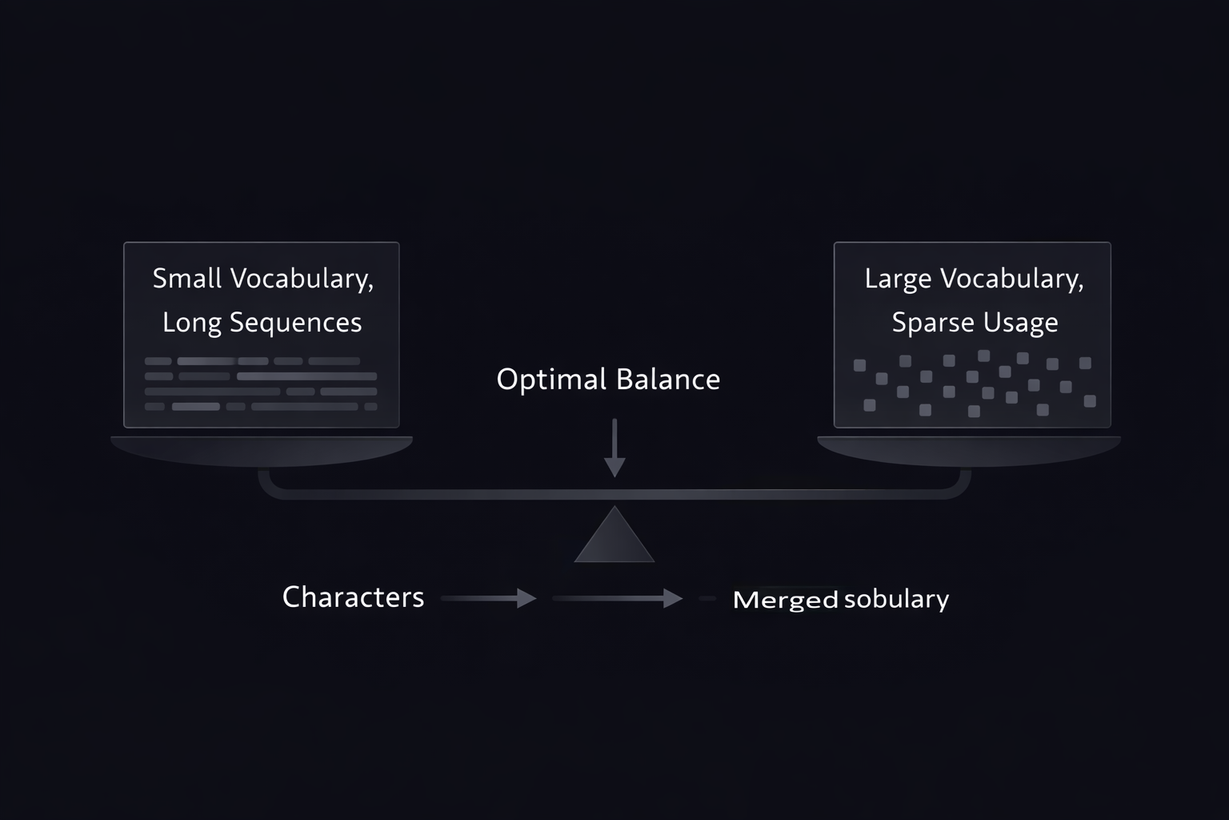 Small Vocabulary,
Long Sequences
Large Vocabulary,
Sparse Usage
Optimal Balance
Characters
Merged sobulary